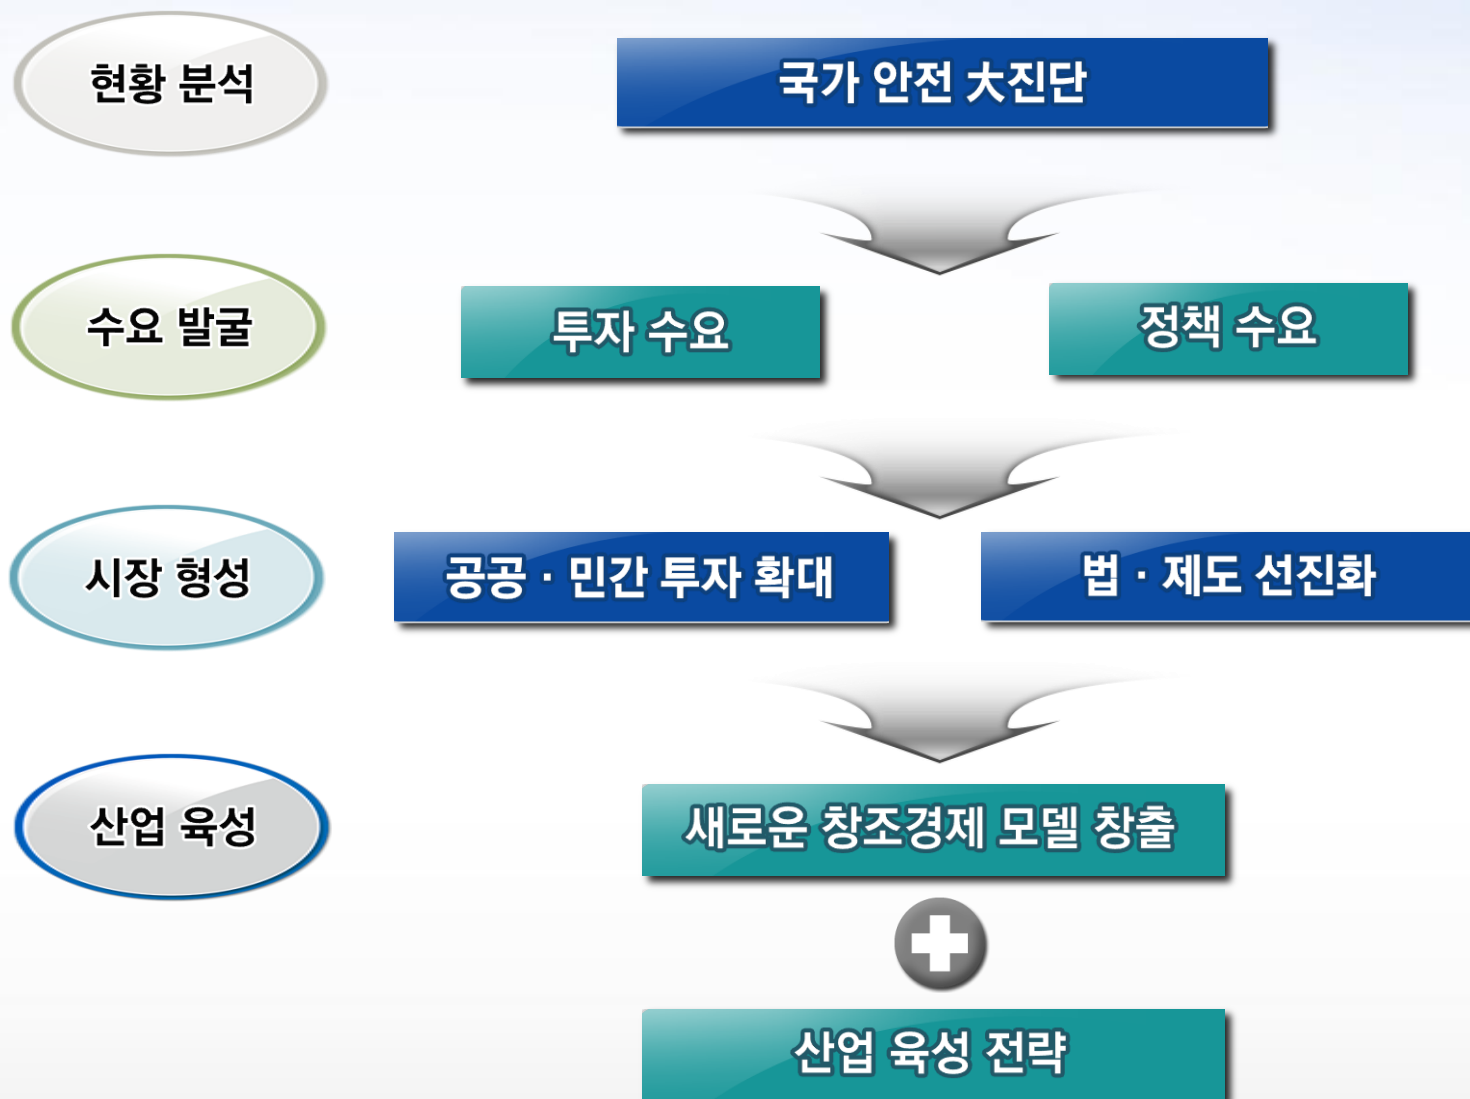 현황 분석
국가 안전 大진단
수요 발굴
투자 수요
정책 수요
시장 형성
공공 · 민간 투자 확대
법 · 제도 선진화
산업 육성
새로운 창조경제 모델 창출
산업 육성 전략